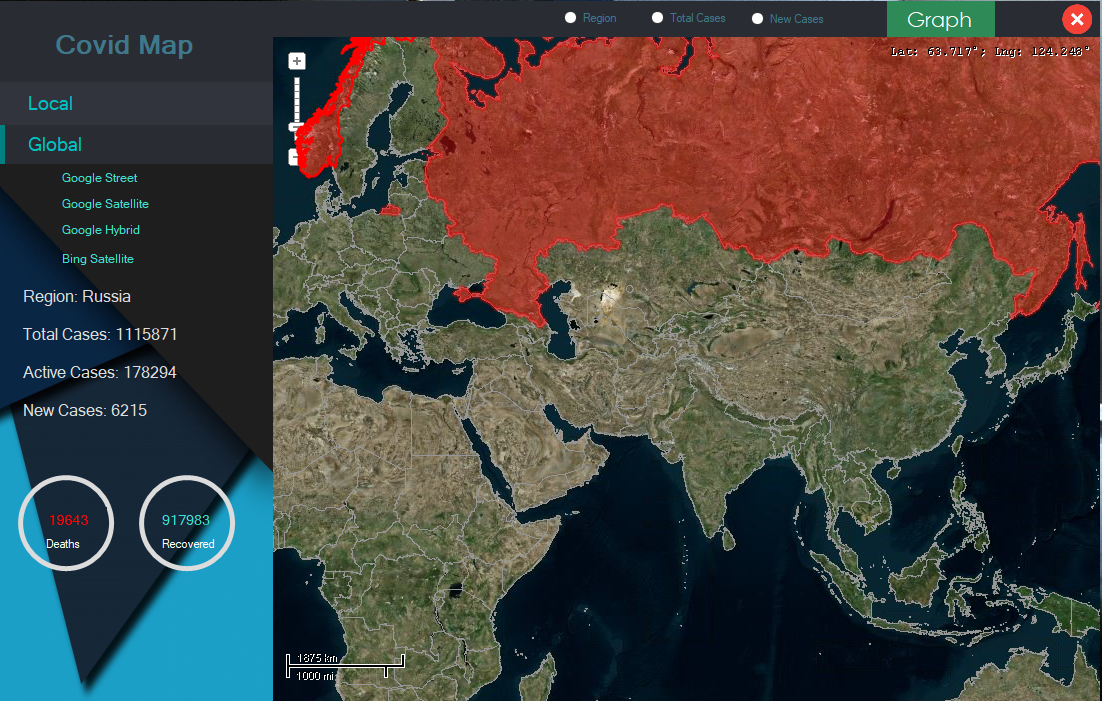 Covid Map
Region
Total Cases
New Cases
Graph
Lat: 63.717°; Lng: 124.248°
Local
Global
Google Street
Google Satellite
Google Hybrid
Bing Satellite
Region: Russia
Total Cases: 1115871
Active Cases: 178294
New Cases: 6215
19643
Deaths
917983
Recovered
1875 km
1000 mi